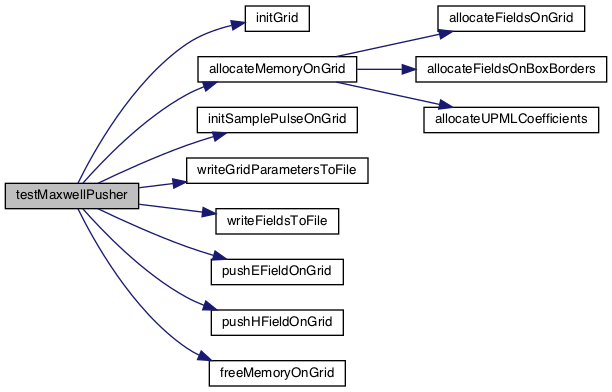 initGrid
allocateFieldsOnGrid
allocateMemoryOnGrid
allocateFieldsOnBoxBorders
initSamplePulseOnGrid
allocateUPMLCoefficients
writeGridParametersToFile
testMaxwellPusher
writeFieldsToFile
pushEFieldOnGrid
pushHFieldOnGrid
freeMemoryOnGrid